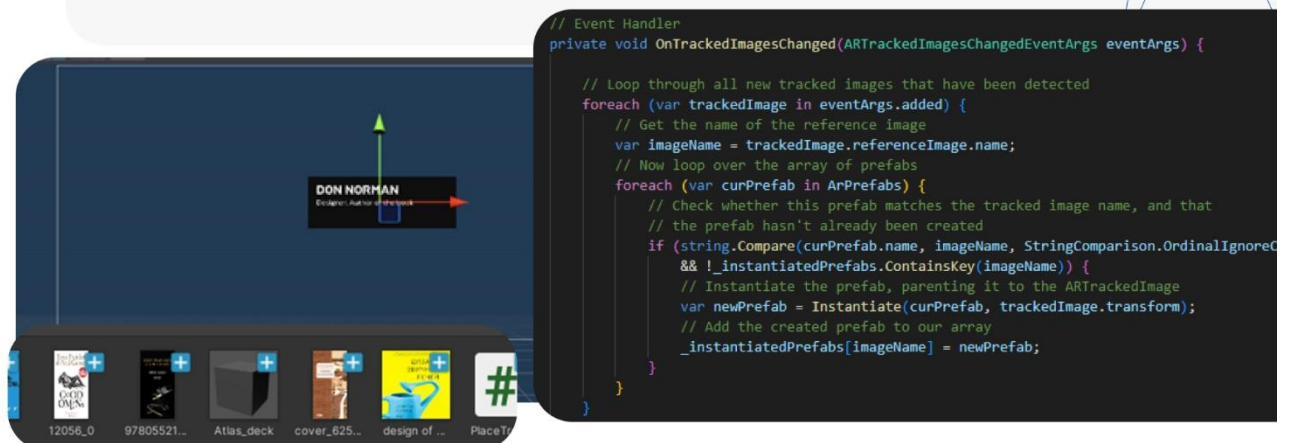 DON NORMAN
Designer, Author of the book
GOOD
OMENS
12056_0
97805521...
Atlas_deck
cover_625...
design of ...
PlaceTr
// Event Handler
private void OnTrackedImagesChanged(ARTrackedImagesChangedEventArgs eventArgs) {
// Loop through all new tracked images that have been detected
foreach (var trackedImage in eventArgs.added) {
// Get the name of the reference image
var imageName = trackedImage.referenceImage.name;
// Now loop over the array of prefabs
foreach (var curPrefab in ArPrefabs) {
// Check whether this prefab matches the tracked image name, and that
// the prefab hasn't already been created
if (string.Compare(curPrefab.name, imageName, StringComparison.OrdinalIgnoreC
&& !_instantiatedPrefabs.ContainsKey(imageName)) {
// Instantiate the prefab, parenting it to the ARTrackedImage
var newPrefab = Instantiate(curPrefab, trackedImage.transform);
// Add the created prefab to our array
_instantiatedPrefabs[imageName] = newPrefab;
}
}
}